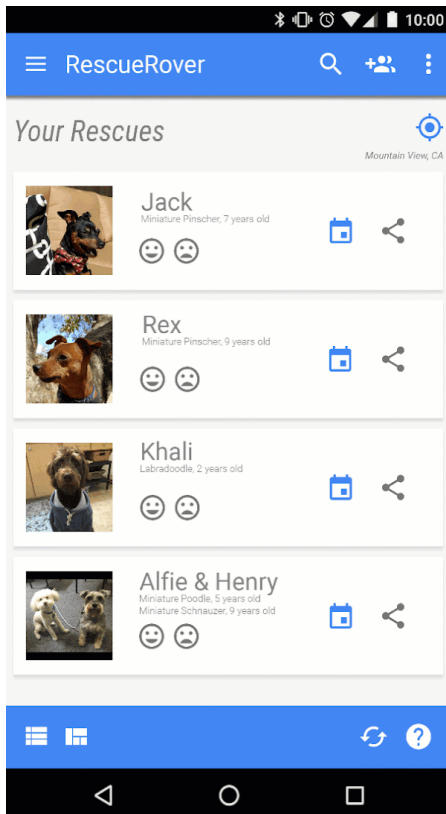 10:00
RescueRover
Your Rescues
Mountain View, CA
Jack
Miniature Pinscher, 7 years old
Rex
Miniature Pinscher, 9 years old
Khali
Labradoodle, 2 years old
Alfie & Henry
Miniature Poodle, 5 years old
Miniature Schnauzer, 9 years old